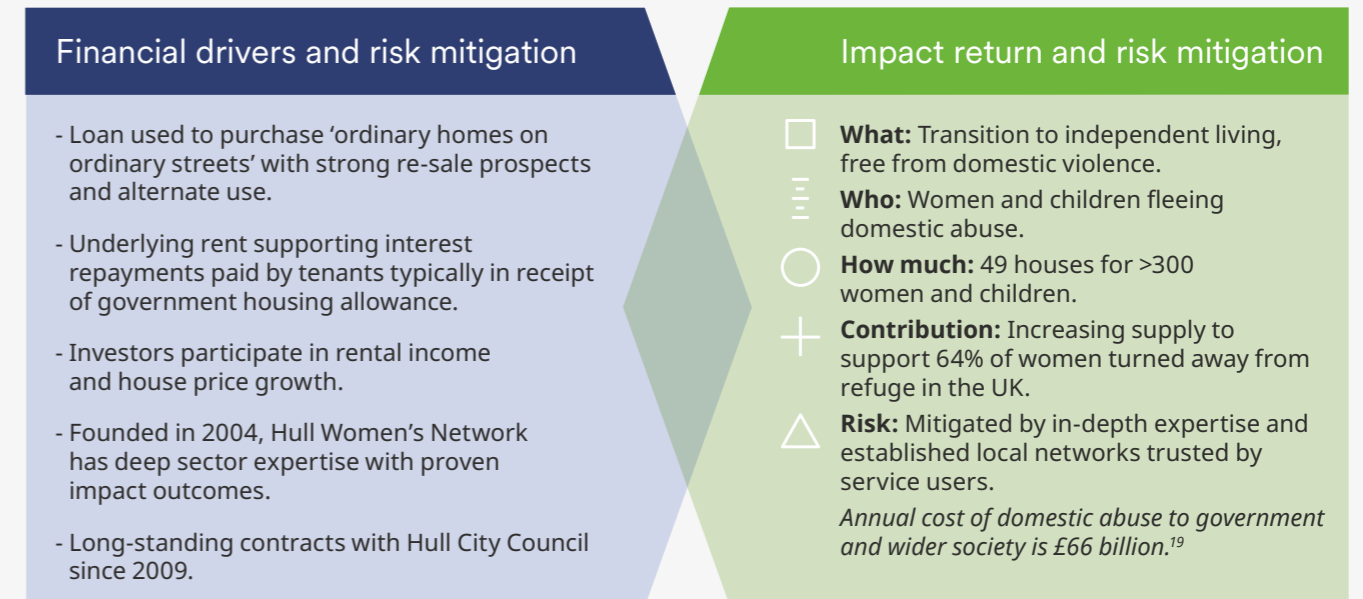 Financial drivers and risk mitigation
- Loan used to purchase ‘ordinary homes on
ordinary streets’ with strong re-sale prospects
and alternate use.
- Underlying rent supporting interest
repayments paid by tenants typically in receipt
of government housing allowance.
- Investors participate in rental income
and house price growth.
- Founded in 2004, Hull Women’s Network
has deep sector expertise with proven
impact outcomes.
- Long-standing contracts with Hull City Council
since 2009.
Impact return and risk mitigation
What: Transition to independent living,
free from domestic violence.
Who: Women and children fleeing
domestic abuse.
How much: 49 houses for >300
women and children.
Contribution: Increasing supply to
support 64% of women turned away from
refuge in the UK.
Risk: Mitigated by in-depth expertise and
established local networks trusted by
service users.
Annual cost of domestic abuse to government
and wider society is £66 billion.19